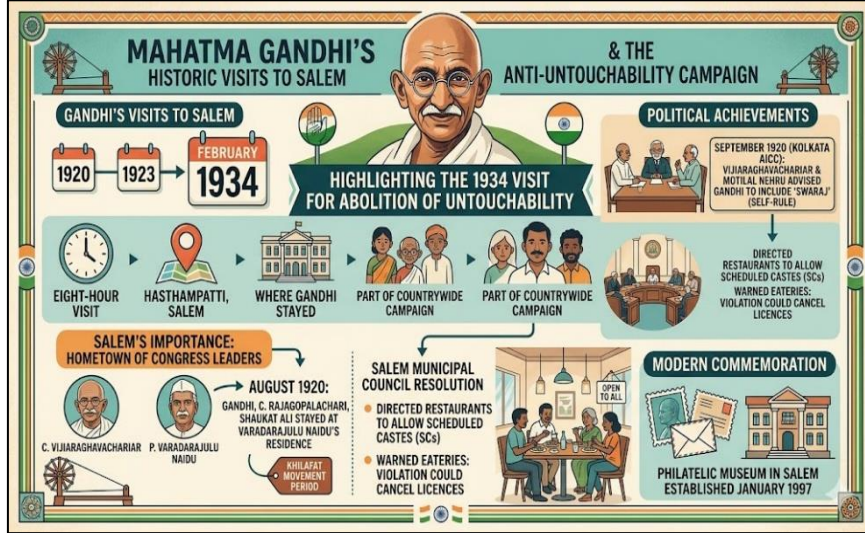 MAHATMA GANDHI'S
HISTORIC VISITS TO SALEM
& THE
ANTI-UNTOUCHABILITY CAMPAIGN
GANDHI'S VISITS TO SALEM
1920
1923
FEBRUARY
1934
HIGHLIGHTING THE 1934 VISIT
FOR ABOLITION OF UNTOUCHABILITY
POLITICAL ACHIEVEMENTS
SEPTEMBER 1920 (KOLKATA
AICC):
VIJIARAGHAVACHARIAR &
MOTILAL NEHRU ADVISED
GANDHI TO INCLUDE 'SWARAJ'
(SELF-RULE)
DIRECTED
RESTAURANTS TO ALLOW
SCHEDULED CASTES (SCs)
WARNED EATERIES:
VIOLATION COULD CANCEL
LICENCES
EIGHT-HOUR
VISIT
HASTHAMPATTI,
SALEM
WHERE GANDHI
STAYED
PART OF COUNTRYWIDE
CAMPAIGN
PART OF COUNTRYWIDE
CAMPAIGN
SALEM'S IMPORTANCE:
HOMETOWN OF CONGRESS LEADERS
C. VIJIARAGHAVACHARIAR
P. VARADARAJULU
NAIDU
AUGUST 1920:
GANDHI, C. RAJAGOPALACHARI,
SHAUKAT ALI STAYED AT
VARADARAJULU NAIDU'S
RESIDENCE
KHILAFAT
MOVEMENT
PERIOD
SALEM MUNICIPAL
COUNCIL RESOLUTION
DIRECTED RESTAURANTS
TO ALLOW SCHEDULED
CASTES (SCs)
WARNED EATERIES:
VIOLATION COULD
CANCEL LICENCES
OPEN
TO ALL
MODERN COMMEMORATION
PHILATELIC MUSEUM IN SALEM
ESTABLISHED JANUARY 1997